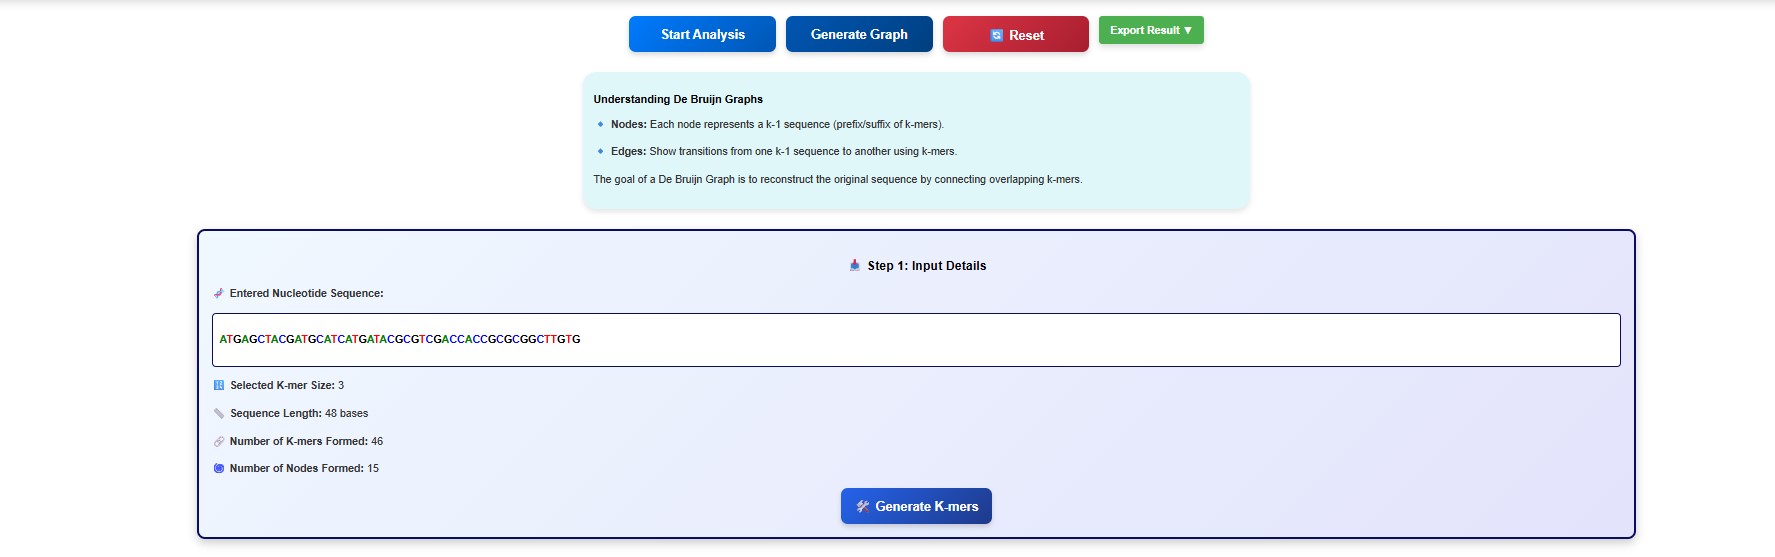 Start Analysis Generate Graph Reset Export Result ▼
Understanding De Bruijn Graphs
Nodes: Each node represents a k-1 sequence (prefix/suffix of k-mers).
Edges: Show transitions from one k-1 sequence to another using k-mers.
The goal of a De Bruijn Graph is to reconstruct the original sequence by connecting overlapping k-mers.
Step 1: Input Details
Entered Nucleotide Sequence:
ATGAGCTACGATGCATCATGATACGCGTCGACCACCGCGCGGCTTGTG
Selected K-mer Size: 3
Sequence Length: 48 bases
Number of K-mers Formed: 46
Number of Nodes Formed: 15
Generate K-mers